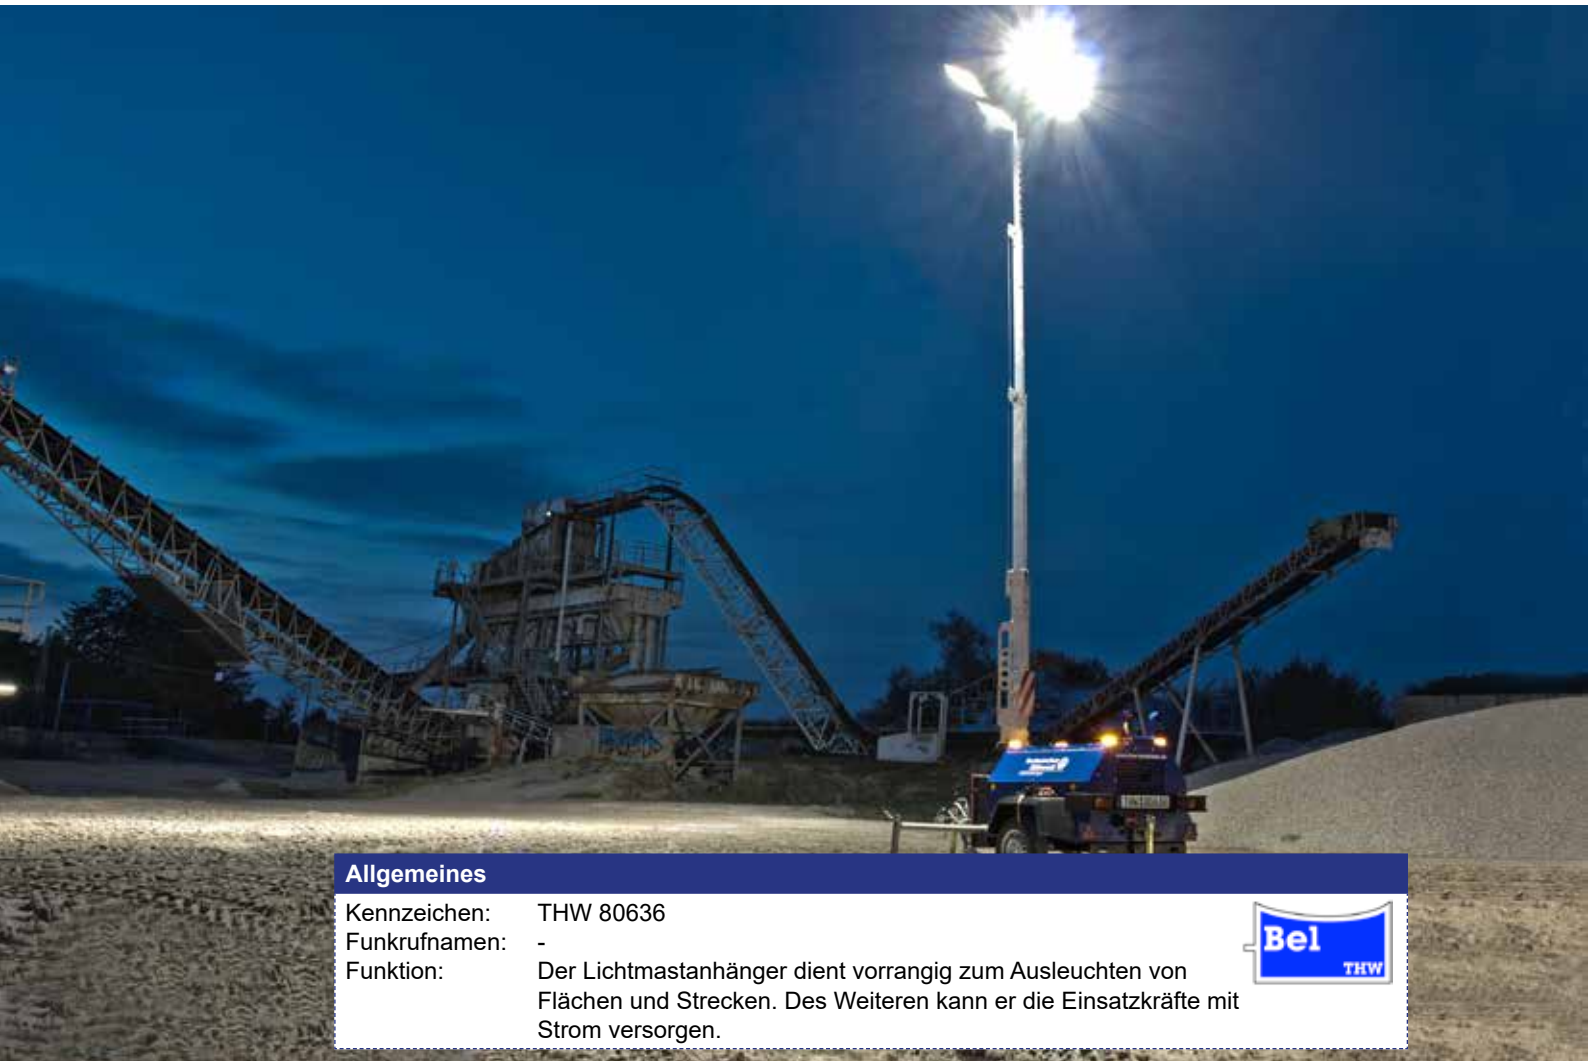 Allgemeines
Kennzeichen: THW 80636
Funkrufnamen: -
Funktion: Der Lichtmastanhänger dient vorrangig zum Ausleuchten von
Flächen und Strecken. Des Weiteren kann er die Einsatzkräfte mit
Strom versorgen.
Bel
THW